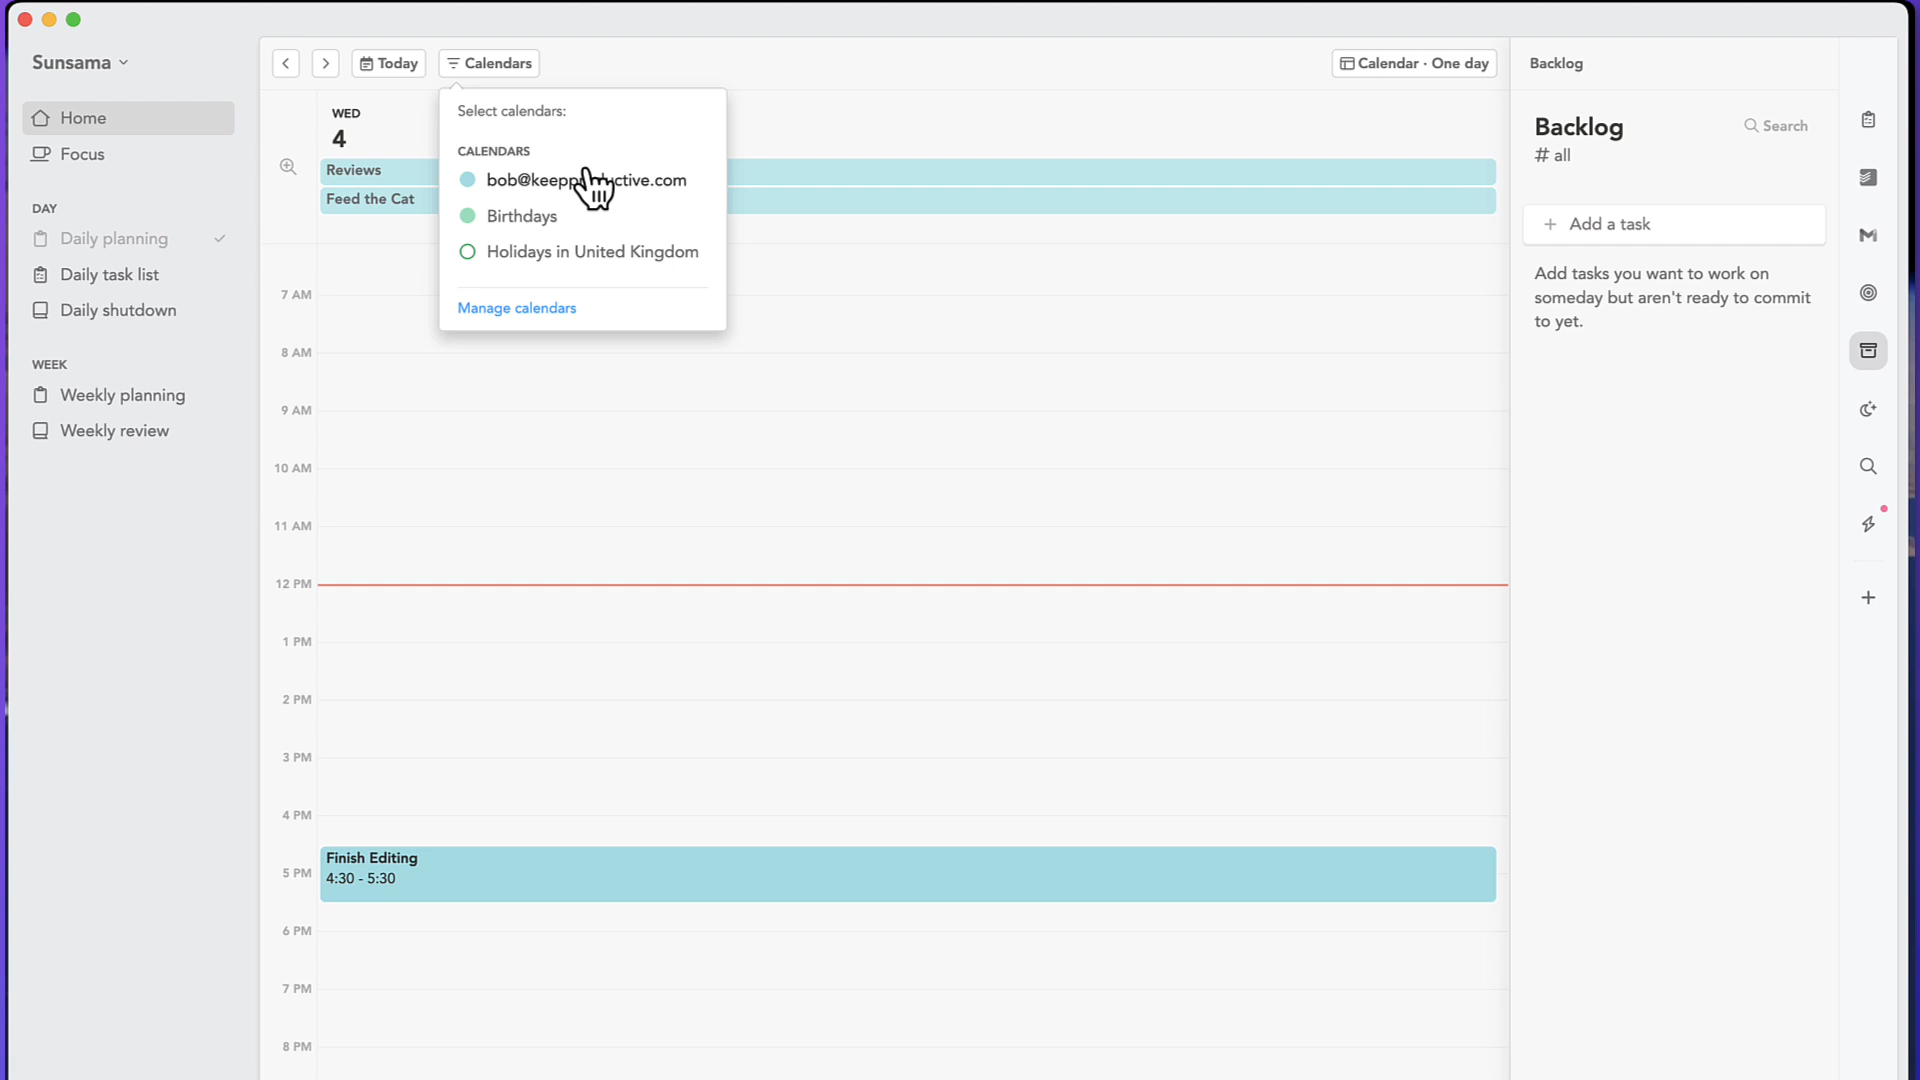 Sunsama
Home
Focus
DAY
Daily planning
Daily task list
Daily shutdown
WEEK
Weekly planning
Weekly review
Today
Calendars
Calendar · One day
Select calendars:
CALENDARS
bob@keepproductive.com
Birthdays
Holidays in United Kingdom
Manage calendars
WED
4
Reviews
Feed the Cat
7 AM
8 AM
9 AM
10 AM
11 AM
12 PM
1 PM
2 PM
3 PM
4 PM
Finish Editing
4:30 - 5:30
5 PM
6 PM
7 PM
8 PM
Backlog
Backlog
Search
# all
+ Add a task
Add tasks you want to work on
someday but aren't ready to commit
to yet.